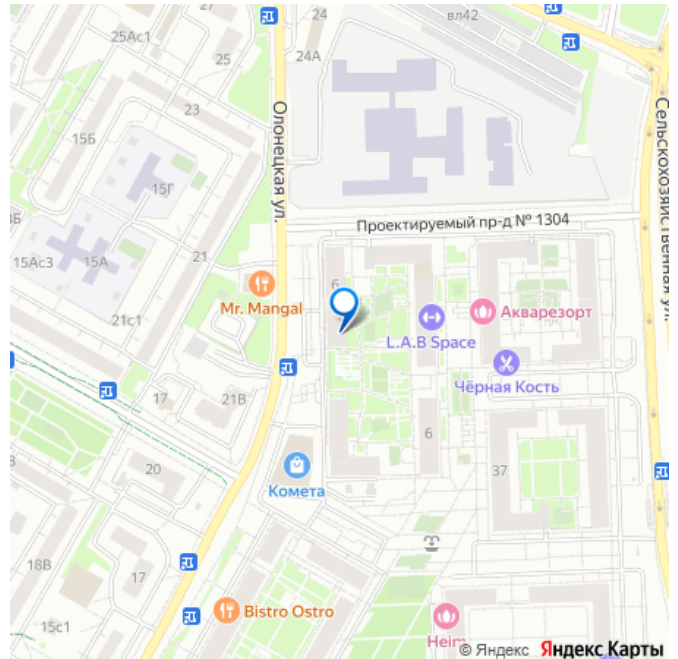 24
вл42
25Ас1
25
24А
Олонецкая ул.
23
15Б
15Г
Сельскохозяйственная ул.
Проектируемый пр-д № 1304
15Ас3
15А
21
6
Mr. Mangal
21с1
L.A.B Space
Акварезорт
Чёрная Кость
17
21В
6
37
20
Комета
18В
17
15с1
Bistro Ostro
Heim
© Яндекс Яндекс Карты